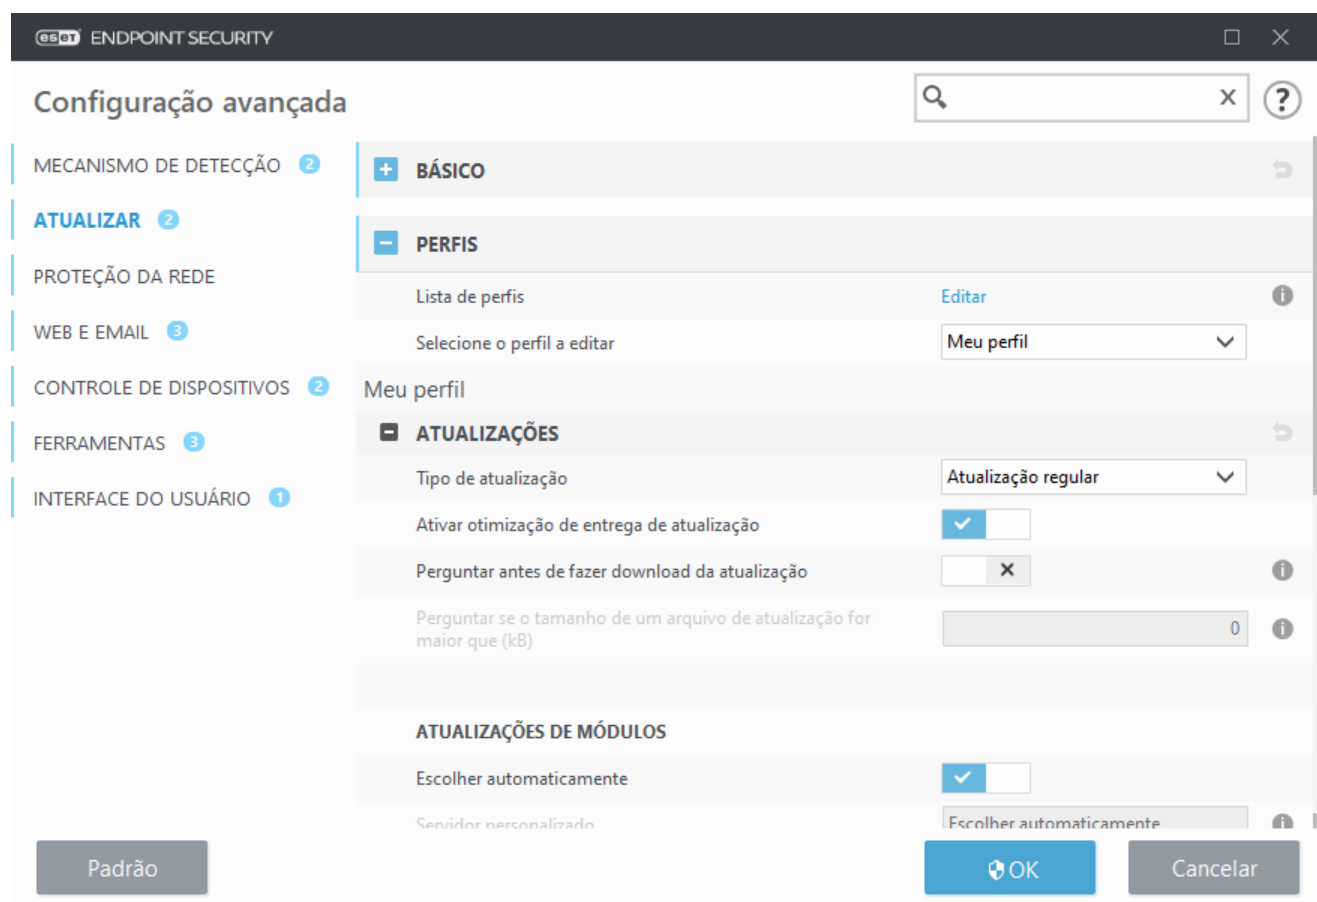 eset ENDPOINT SECURITY
Configuração avançada
MECANISMO DE DETECÇÃO 2
ATUALIZAR 2
PROTEÇÃO DA REDE
WEB E EMAIL 3
CONTROLE DE DISPOSITIVOS 2
FERRAMENTAS 3
INTERFACE DO USUÁRIO 1
BÁSICO
PERFIS
Lista de perfis Editar
Selecione o perfil a editar Meu perfil
Meu perfil
ATUALIZAÇÕES
Tipo de atualização Atualização regular
Ativar otimização de entrega de atualização
Perguntar antes de fazer download da atualização
Perguntar se o tamanho de um arquivo de atualização for
maior que (kB) 0
ATUALIZAÇÕES DE MÓDULOS
Escolher automaticamente
Servidor personalizado Escolher automaticamente
Padrão OK Cancelar